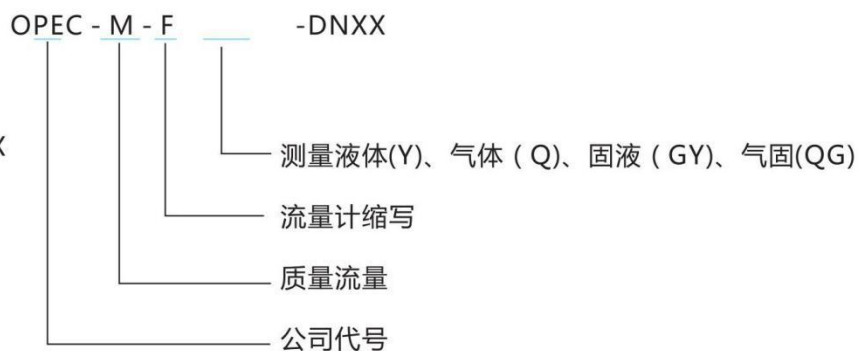 OPEC - M - F -DNXX
测量液体(Y)、气体（Q)、固液（GY)、气固(QG)
X
流量计缩写
质量流量
公司代号